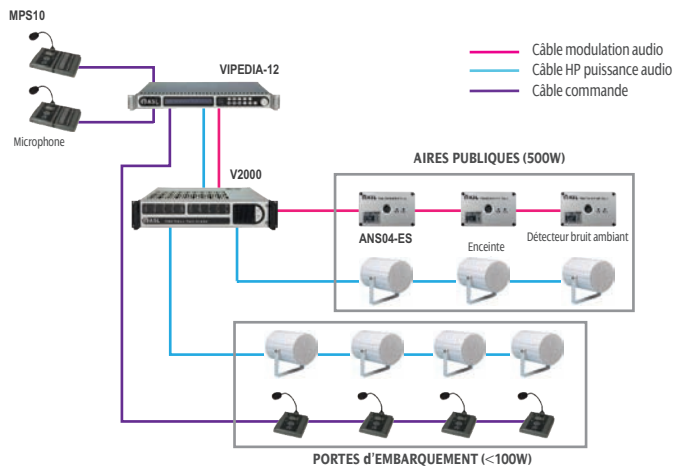 MPS10
VIPEDIA-12
Microphone
Câble modulation audio
Câble HP puissance audio
Câble commande
V2000
AIRES PUBLIQUES (500W)
ANS04-ES
Enceinte
Détecteur bruit ambiant
PORTES d'EMBARQUEMENT (<100W)